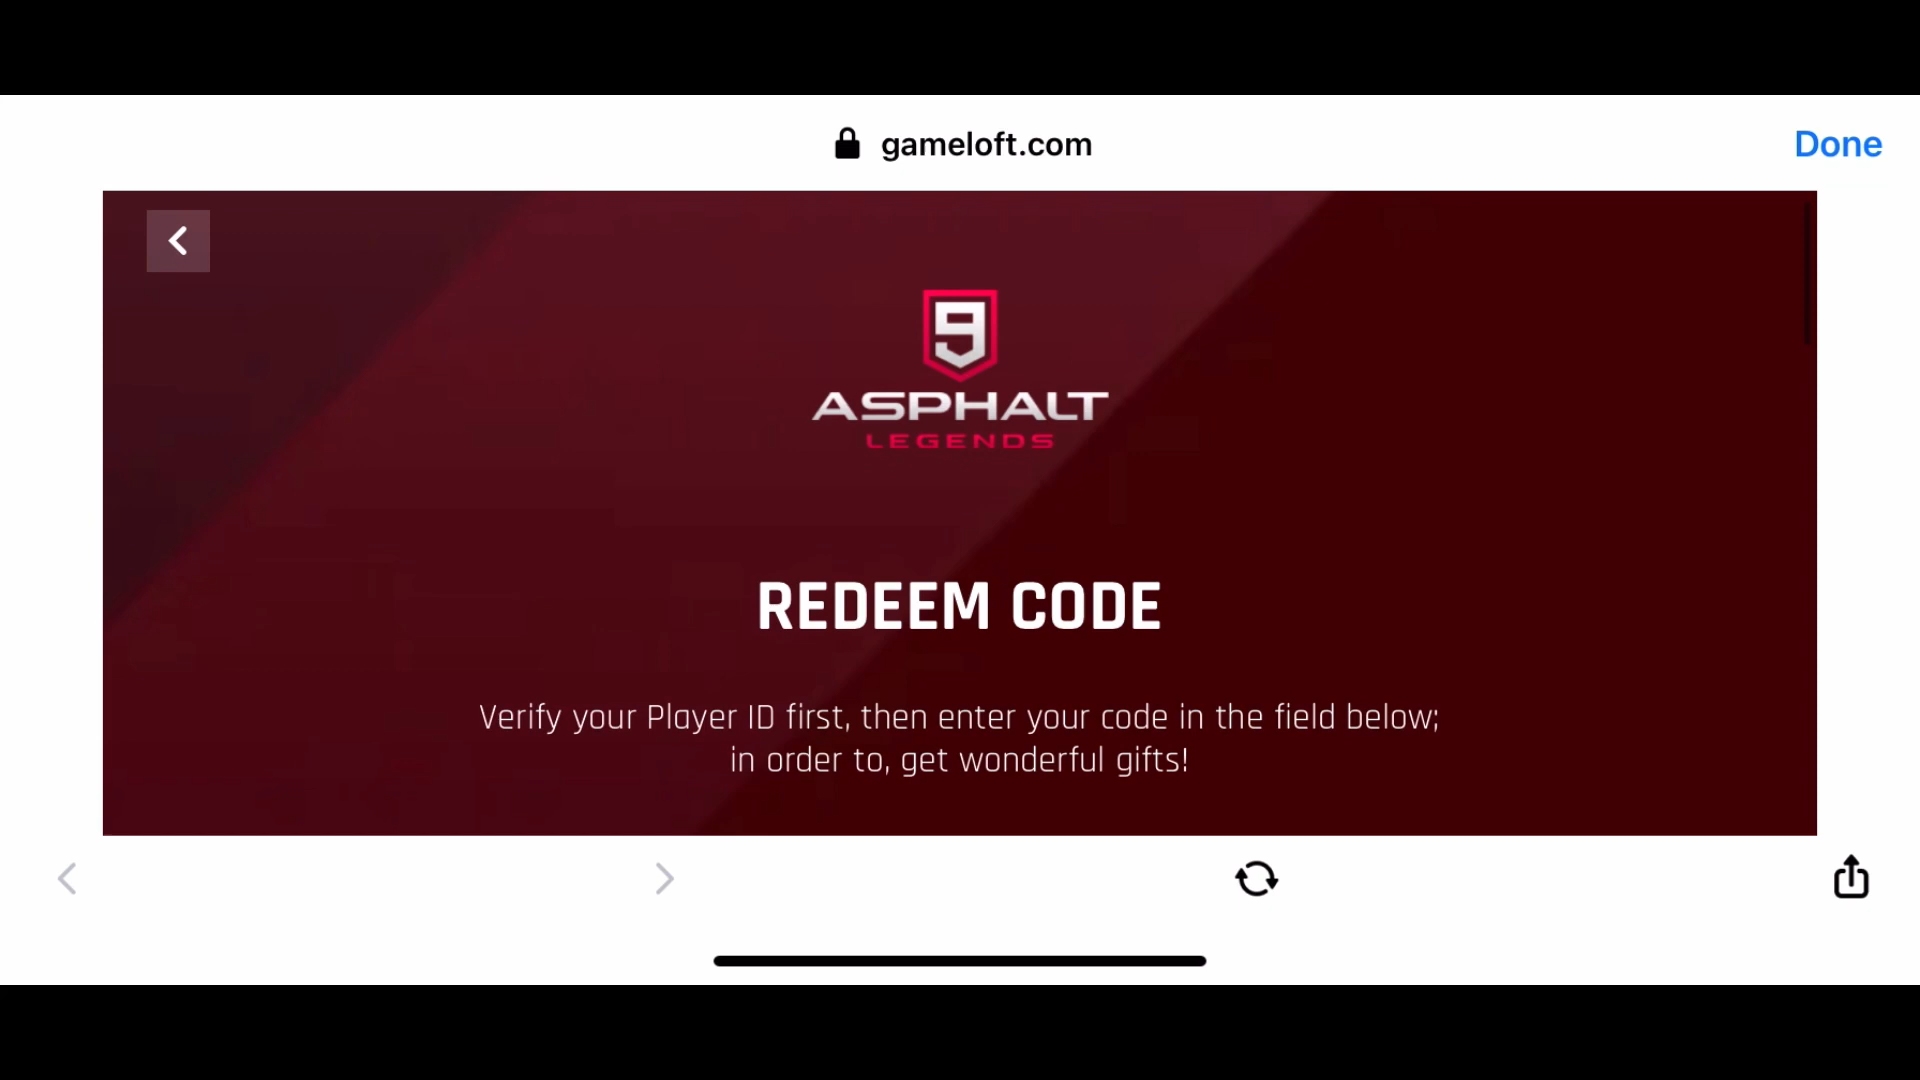 gameloft.com
Done
9
ASPHALT
LEGENDS
REDEEM CODE
Verify your Player ID first, then enter your code in the field below;
in order to, get wonderful gifts!